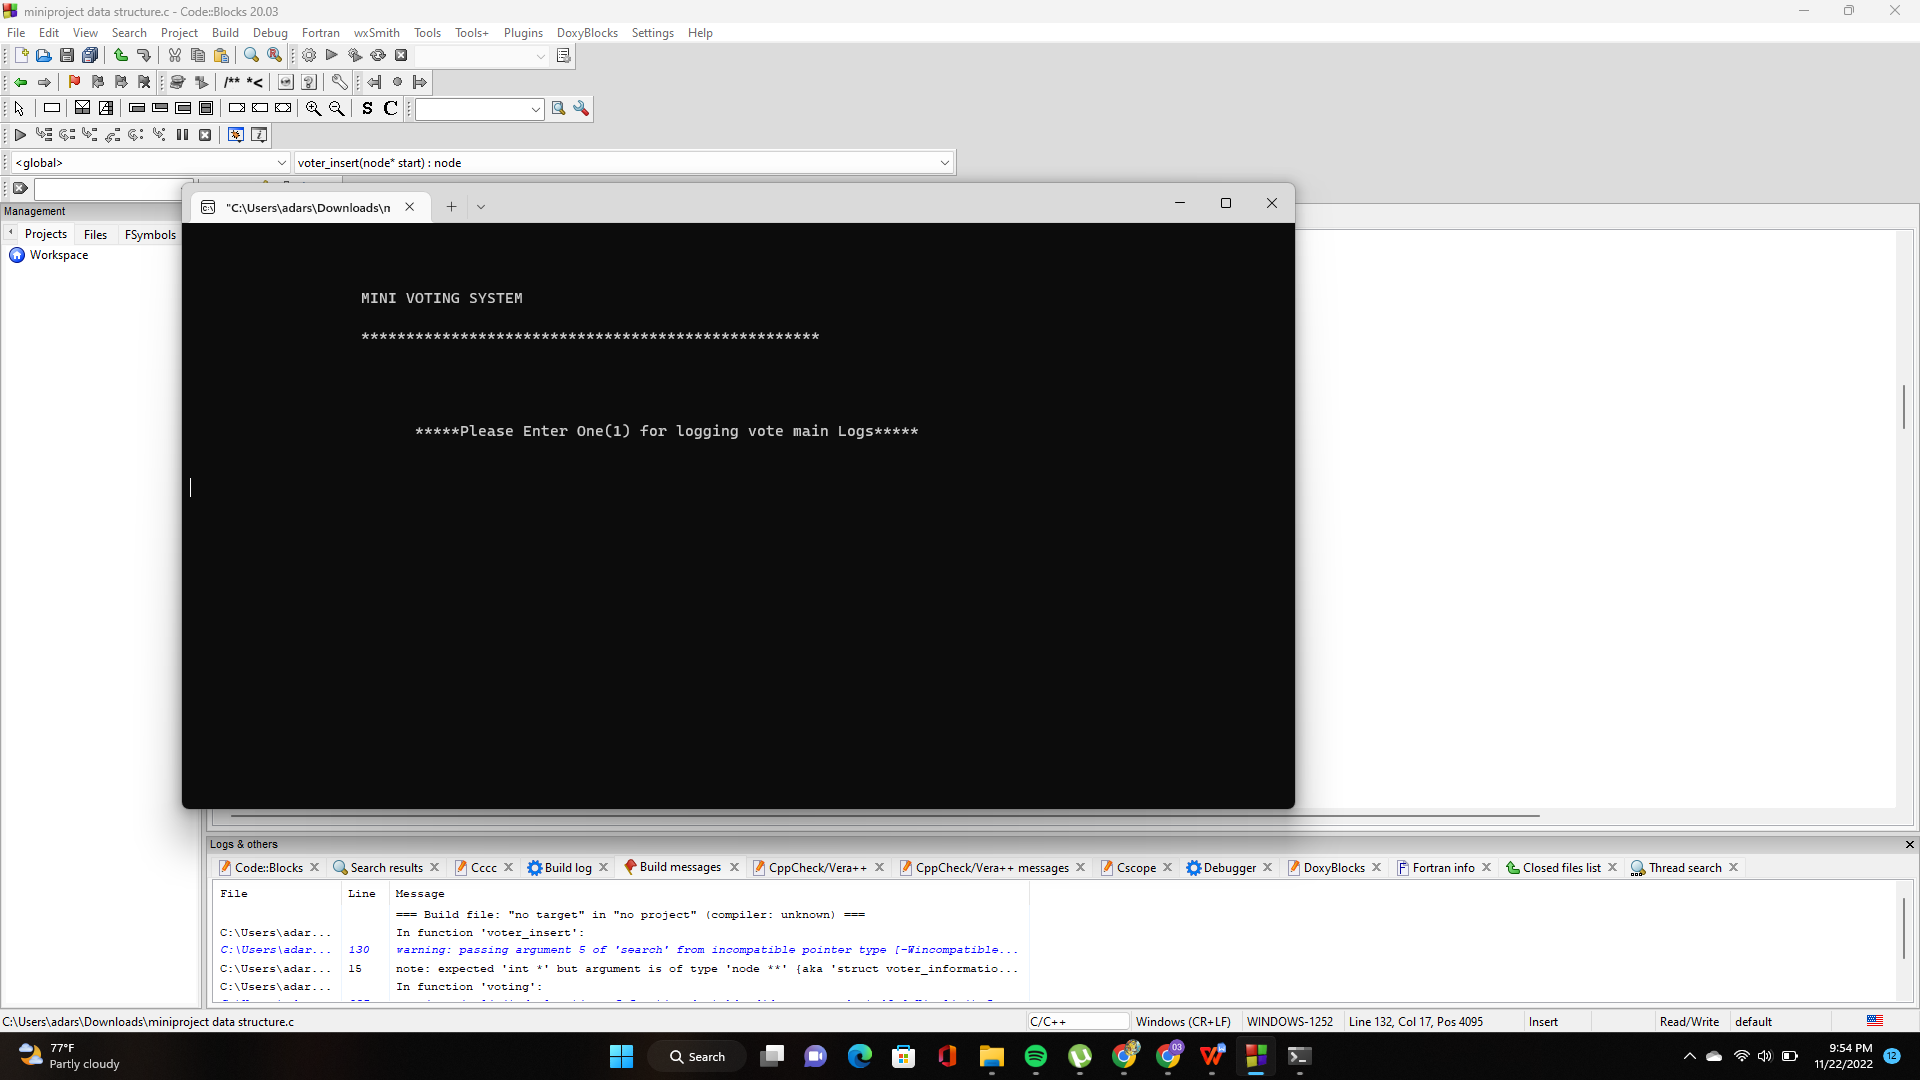 miniproject data structure.c - Code::Blocks 20.03
File Edit View Search Project Build Debug Fortran wxSmith Tools Tools+ Plugins DoxyBlocks Settings Help
/** *<
S C
<global> voter_insert(node* start) : node
Management
Projects Files FSymbols
Workspace
"C:\Users\adars\Downloads\n
MINI VOTING SYSTEM
***************************************************
*****Please Enter One(1) for logging vote main Logs*****
Logs & others
Code::Blocks Search results Cccc Build log Build messages CppCheck/Vera++ CppCheck/Vera++ messages Cscope Debugger DoxyBlocks Fortran info Closed files list Thread search
File Line Message
=== Build file: "no target" in "no project" (compiler: unknown) ===
C:\Users\adar... In function 'voter_insert':
C:\Users\adar... 130 warning: passing argument 5 of 'search' from incompatible pointer type [-Wincompatible...
C:\Users\adar... 15 note: expected 'int *' but argument is of type 'node **' {aka 'struct voter_informatio...
C:\Users\adar... In function 'voting':
C:\Users\adars\Downloads\miniproject data structure.c C/C++ Windows (CR+LF) WINDOWS-1252 Line 132, Col 17, Pos 4095 Insert Read/Write default
77°F
Partly cloudy
Search
03
9:54 PM
11/22/2022
12